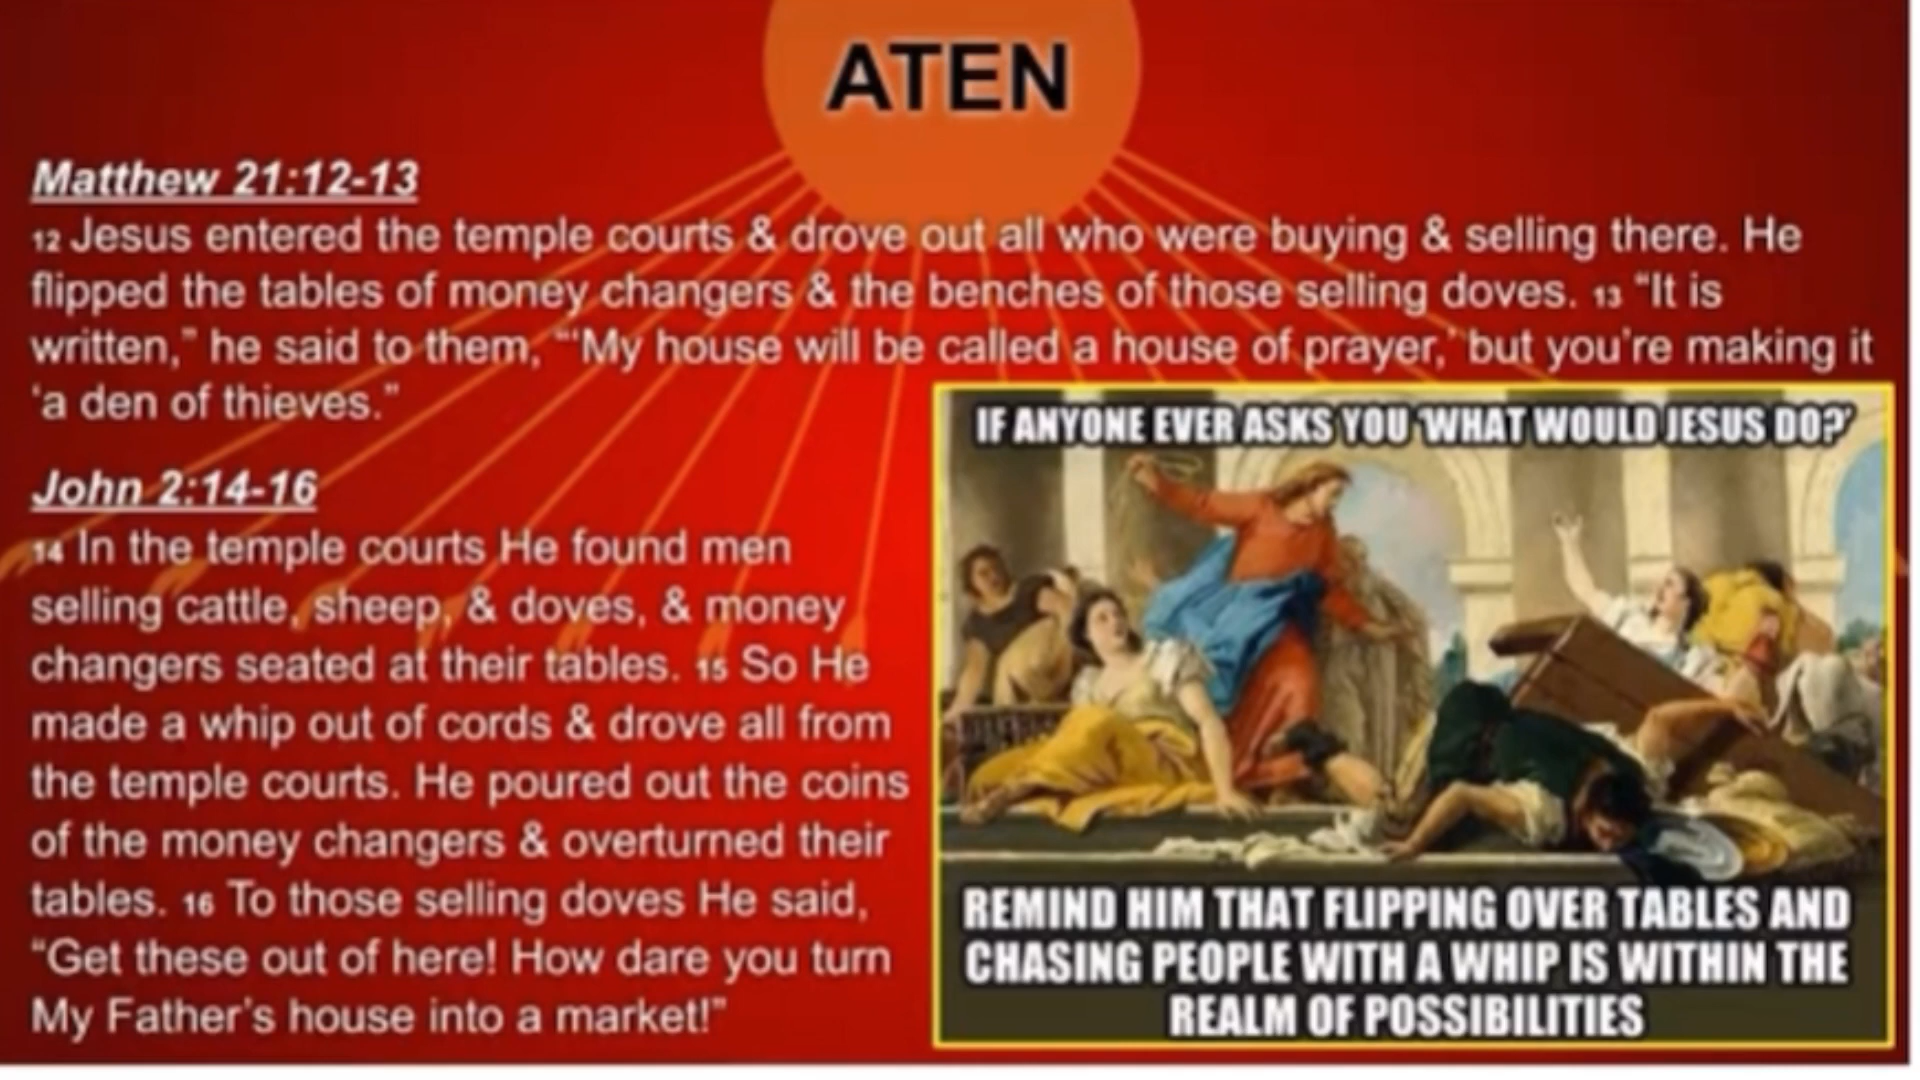 ATEN
Matthew 21:12-13
12 Jesus entered the temple courts & drove out all who were buying & selling there. He
flipped the tables of money changers & the benches of those selling doves. 13 “It is
written,” he said to them, “‘My house will be called a house of prayer,’ but you’re making it
‘a den of thieves.”
John 2:14-16
14 In the temple courts He found men
selling cattle, sheep, & doves, & money
changers seated at their tables. 15 So He
made a whip out of cords & drove all from
the temple courts. He poured out the coins
of the money changers & overturned their
tables. 16 To those selling doves He said,
“Get these out of here! How dare you turn
My Father’s house into a market!”
IF ANYONE EVER ASKS YOU 'WHAT WOULD JESUS DO?'
REMIND HIM THAT FLIPPING OVER TABLES AND
CHASING PEOPLE WITH A WHIP IS WITHIN THE
REALM OF POSSIBILITIES